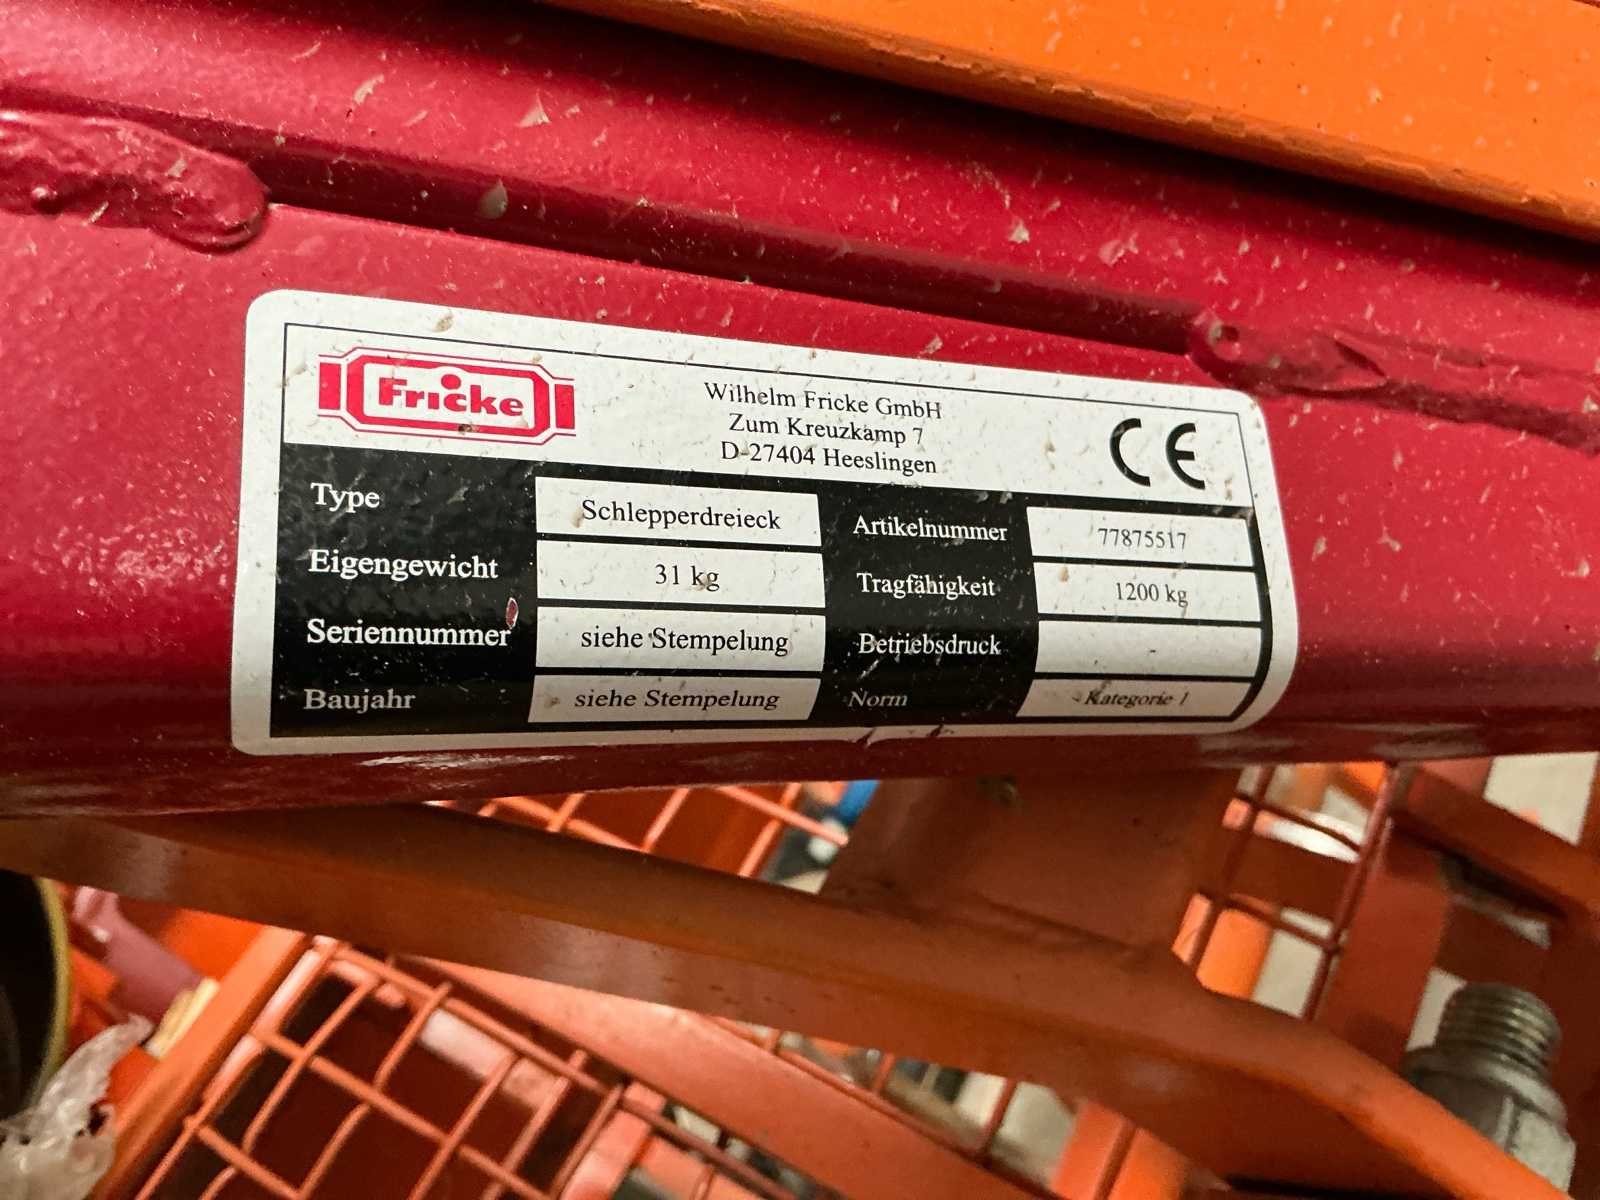 Fricke
Wilhelm Fricke GmbH
Zum Kreuzkamp 7
D-27404 Heeslingen
CE
Type Schlepperdreieck Artikelnummer 77875517
Eigengewicht 31 kg Tragfähigkeit 1200 kg
Seriennummer siehe Stempelung Betriebsdruck -
Baujahr siehe Stempelung Norm Kategorie 1